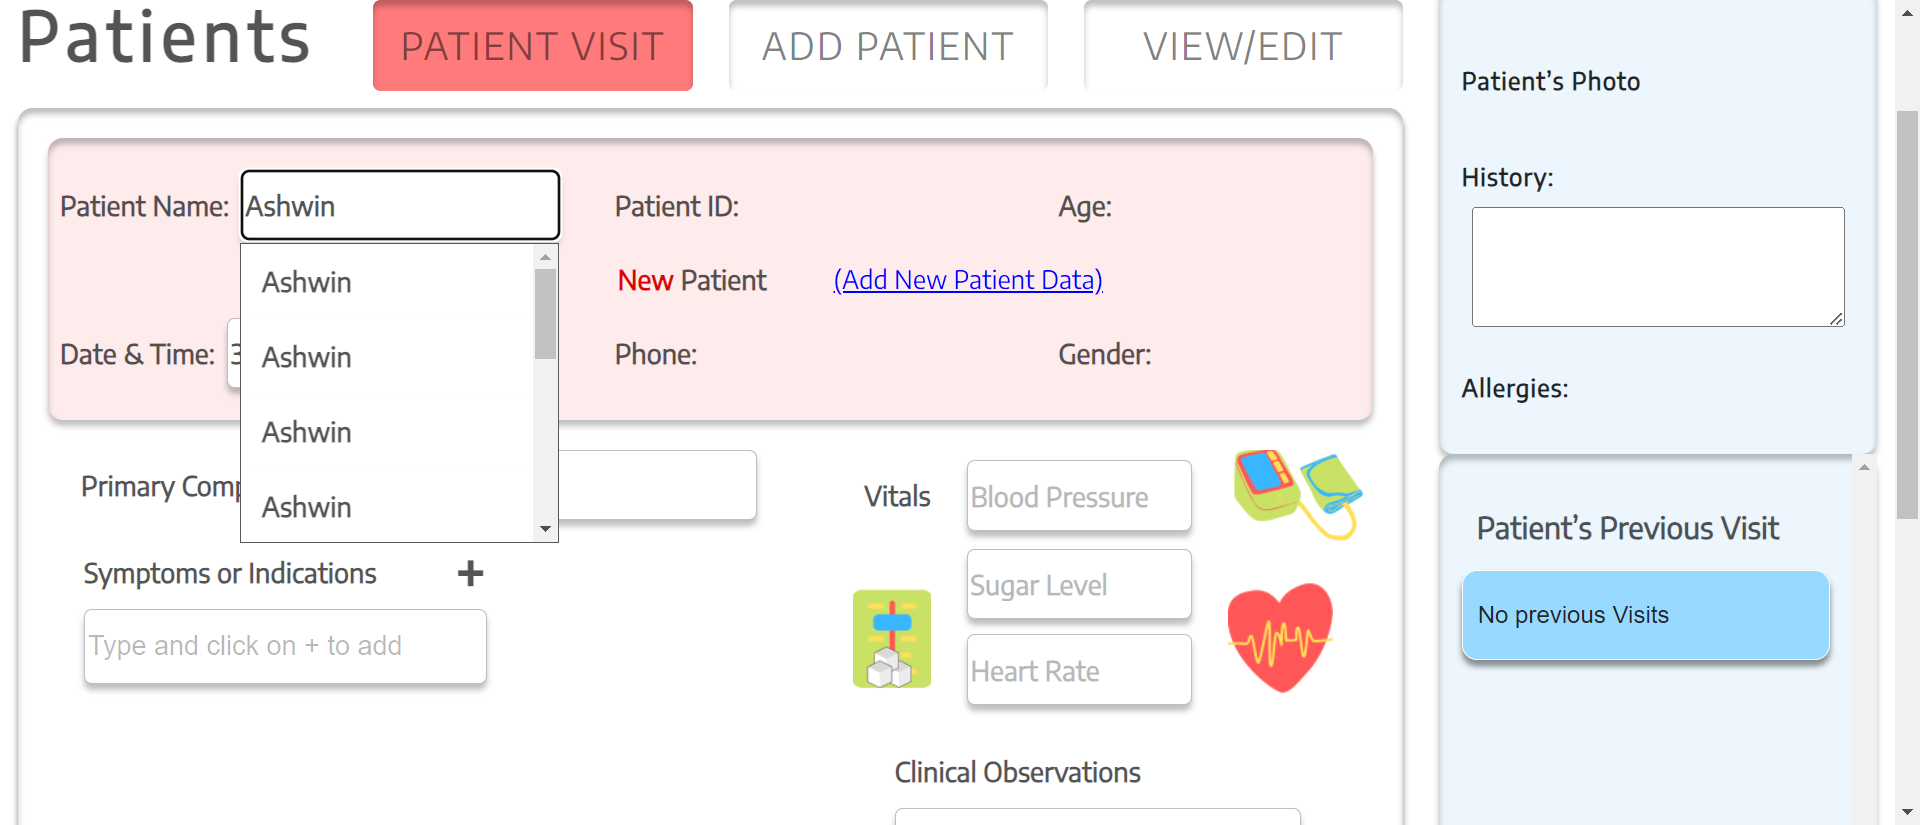 Patients
PATIENT VISIT
ADD PATIENT
VIEW/EDIT
Patient Name:
Ashwin
Patient ID:
Age:
Ashwin
Ashwin
Ashwin
Ashwin
New Patient
(Add New Patient Data)
Date & Time:
3
Phone:
Gender:
Primary Comp
Vitals
Blood Pressure
Sugar Level
Heart Rate
Symptoms or Indications
+
Type and click on + to add
Clinical Observations
Patient’s Photo
History:
Allergies:
Patient’s Previous Visit
No previous Visits